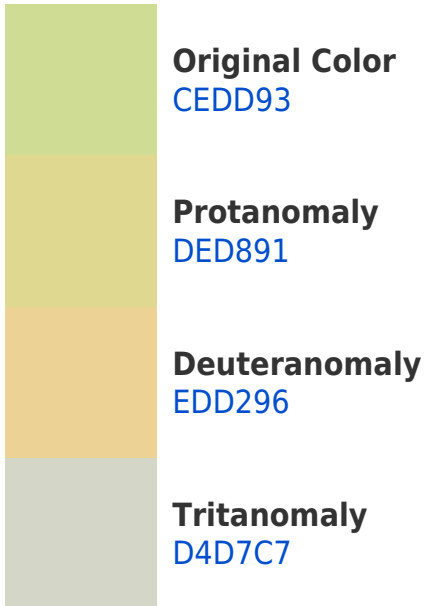 Original Color
CEDD93
Protanomaly
DED891
Deuteranomaly
EDD296
Tritanomaly
D4D7C7